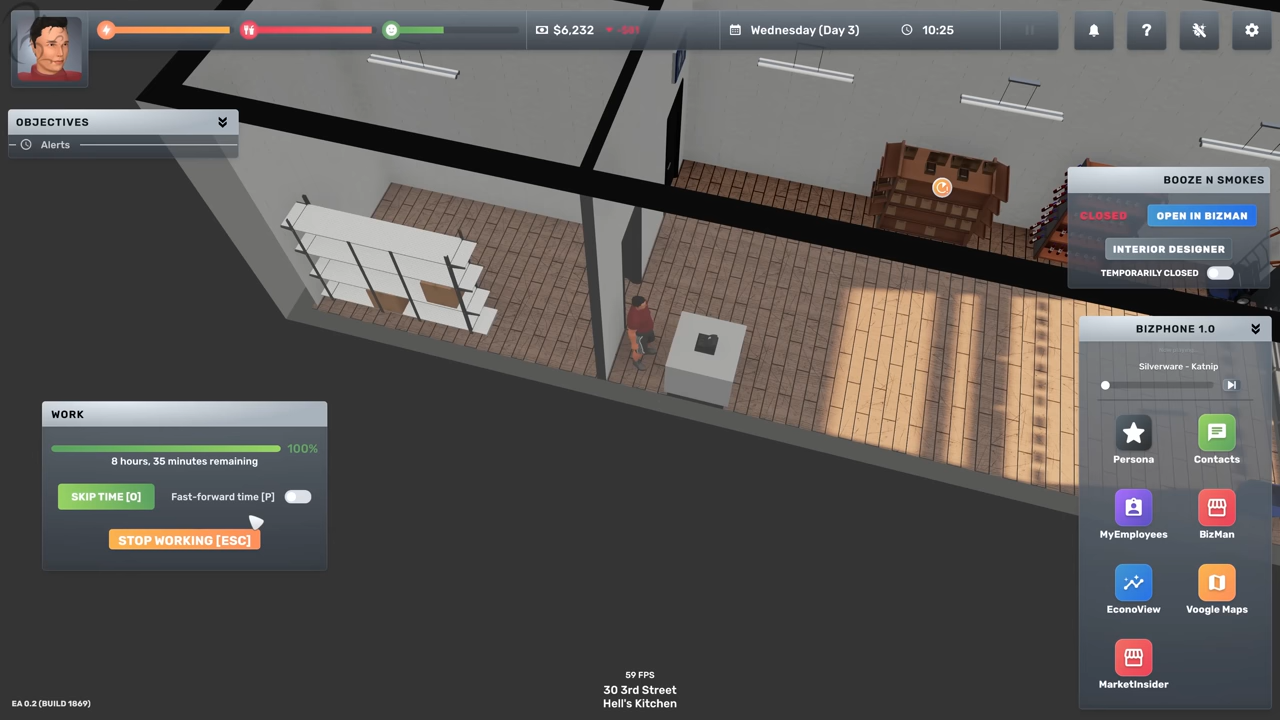 $6,232
Wednesday (Day 3)
10:25
?
OBJECTIVES
Alerts
BOOZE N SMOKES
CLOSED
OPEN IN BIZMAN
INTERIOR DESIGNER
TEMPORARILY CLOSED
BIZPHONE 1.0
Silverware - Katnip
Persona
Contacts
MyEmployees
BizMan
EconoView
Voogle Maps
MarketInsider
WORK
100%
8 hours, 35 minutes remaining
SKIP TIME [O]
Fast-forward time [P]
STOP WORKING [ESC]
59 FPS
30 3rd Street
Hell's Kitchen
EA 0.2 (BUILD 1869)